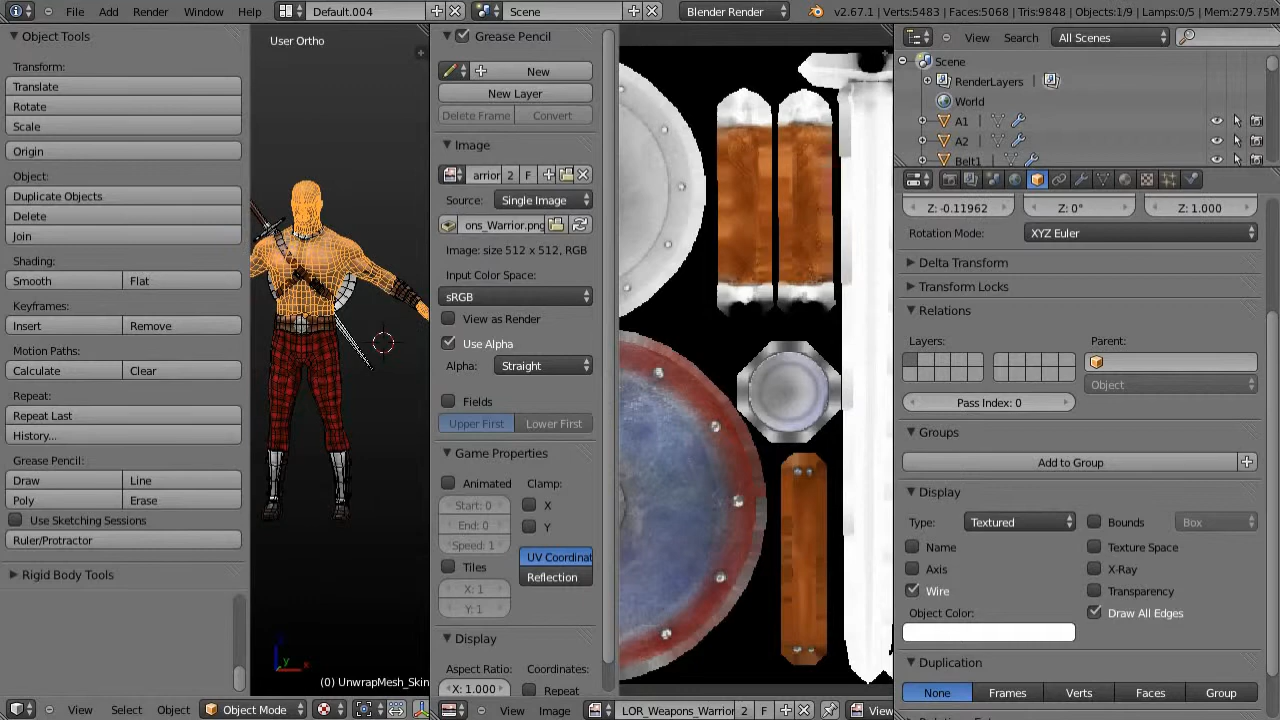 File Add Render Window Help Default.004 Scene Blender Render v2.67.1 | Verts:5483 | Faces:5068 | Tris:9848 | Objects:1/9 | Lamps:0/5 | Mem:279.75M
Object Tools
Transform:
Translate
Rotate
Scale
Origin
Object:
Duplicate Objects
Delete
Join
Shading:
Smooth Flat
Keyframes:
Insert Remove
Motion Paths:
Calculate Clear
Repeat:
Repeat Last
History...
Grease Pencil:
Draw Line
Poly Erase
Use Sketching Sessions
Ruler/Protractor
Rigid Body Tools
User Ortho
z
y
x
(0) UnwrapMesh_Skin
View Select Object Object Mode
Grease Pencil
New
New Layer
Delete Frame Convert
Image
arrior 2 F
Source: Single Image
ons_Warrior.png
Image: size 512 x 512, RGB
Input Color Space:
sRGB
View as Render
Use Alpha
Alpha: Straight
Fields
Upper First Lower First
Game Properties
Animated Clamp:
Start: 0 X
End: 0 Y
Speed: 1
UV Coordinat
Tiles Reflection
X: 1
Y: 1
Display
Aspect Ratio: Coordinates:
X: 1.000 Repeat
View Image LOR_Weapons_Warrior 2 F View
View Search All Scenes
Scene
RenderLayers |
World
A1 |
A2 |
Belt1 |
Z: -0.11962 Z: 0° Z: 1.000
Rotation Mode: XYZ Euler
Delta Transform
Transform Locks
Relations
Layers: Parent:
Object
Pass Index: 0
Groups
Add to Group
Display
Type: Textured Bounds Box
Name Texture Space
Axis X-Ray
Wire Transparency
Object Color: Draw All Edges
Duplication
None Frames Verts Faces Group